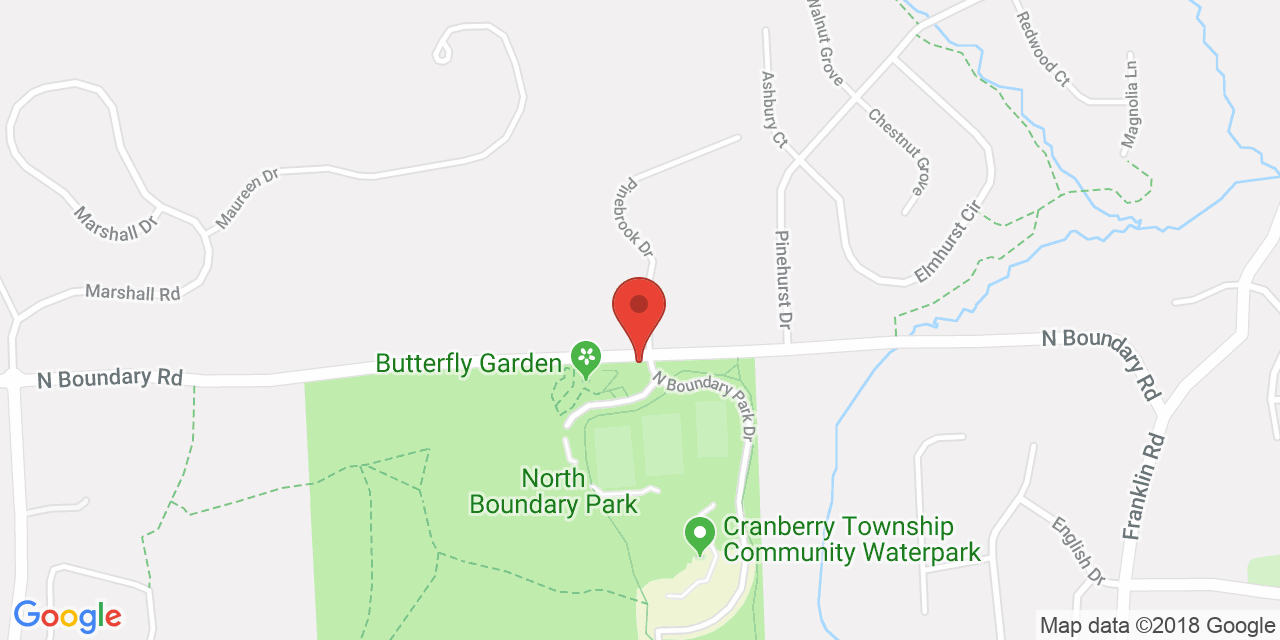 Walnut Grove
Redwood Ct
Magnolia Ln
Ashbury Ct
Chestnut Grove
Maureen Dr
Marshall Dr
Pinebrook Dr
Elmhurst Cir
Pinehurst Dr
Marshall Rd
N Boundary Rd
Butterfly Garden
N Boundary Rd
N Boundary Park Dr
North
Boundary Park
Franklin Rd
Cranberry Township
Community Waterpark
English Dr
Google
Map data ©2018 Google